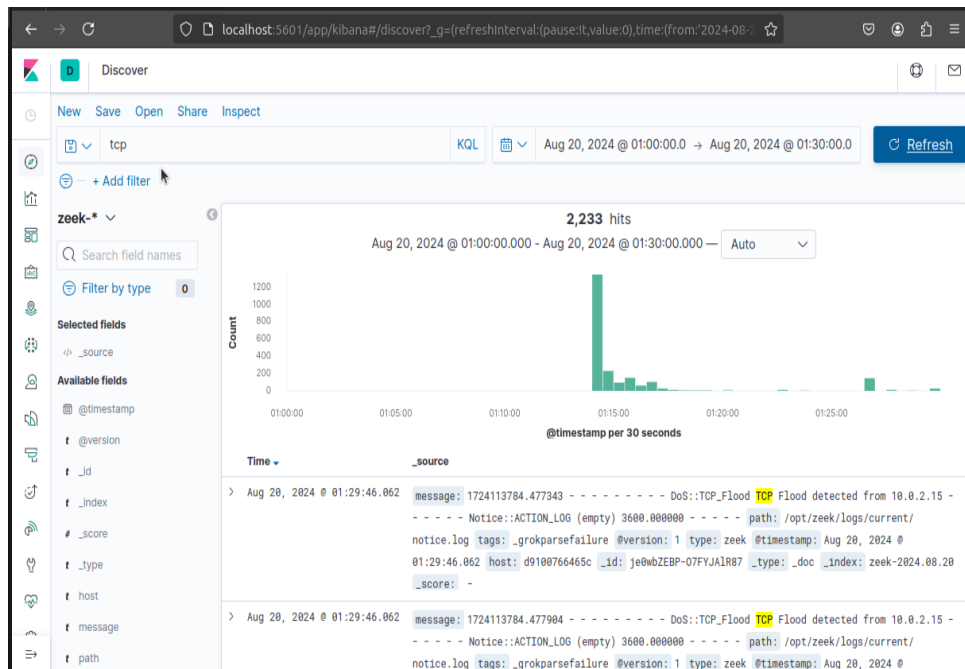 localhost:5601/app/kibana#/discover?_g=(refreshInterval:(pause:!t,value:0),time:(from:'2024-08-2
D Discover
New Save Open Share Inspect
tcp KQL Aug 20, 2024 @ 01:00:00.0 → Aug 20, 2024 @ 01:30:00.0 Refresh
+ Add filter
zeek-*
Search field names
Filter by type 0
Selected fields
</> _source
Available fields
@timestamp
t @version
t _id
t _index
# _score
t _type
t host
t message
t path
2,233 hits
Aug 20, 2024 @ 01:00:00.000 - Aug 20, 2024 @ 01:30:00.000 — Auto
Count
1200
1000
800
600
400
200
0
01:00:00 01:05:00 01:10:00 01:15:00 01:20:00 01:25:00
@timestamp per 30 seconds
Time _source
> Aug 20, 2024 @ 01:29:46.062 message: 1724113784.477343 - - - - - - - - - DoS::TCP_Flood TCP Flood detected from 10.0.2.15 -
- - - - - Notice::ACTION_LOG (empty) 3600.000000 - - - - - path: /opt/zeek/logs/current/
notice.log tags: _grokparsefailure @version: 1 type: zeek @timestamp: Aug 20, 2024 @
01:29:46.062 host: d9100766465c _id: je0wbZEBP-O7FYJAlR87 _type: _doc _index: zeek-2024.08.20
_score: -
> Aug 20, 2024 @ 01:29:46.062 message: 1724113784.477904 - - - - - - - - - DoS::TCP_Flood TCP Flood detected from 10.0.2.15 -
- - - - - Notice::ACTION_LOG (empty) 3600.000000 - - - - - path: /opt/zeek/logs/current/
notice.log tags: _grokparsefailure @version: 1 type: zeek @timestamp: Aug 20, 2024 @